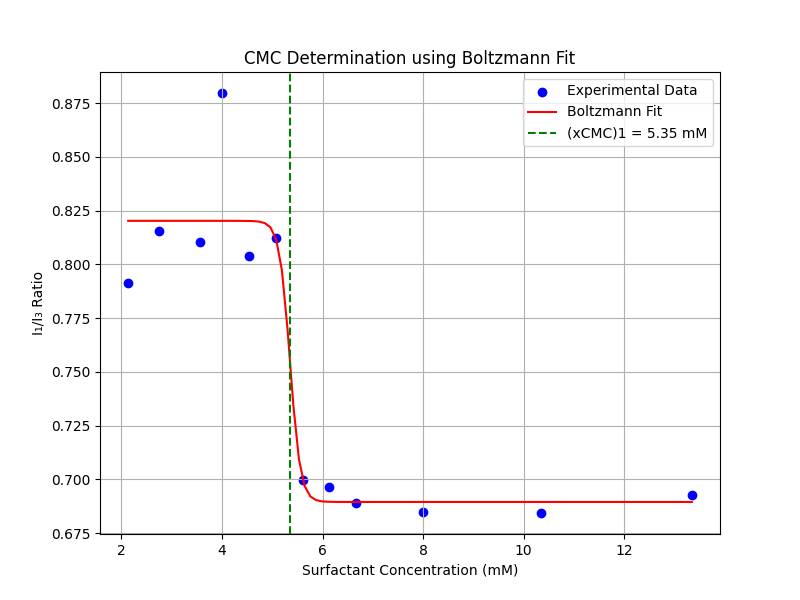 CMC Determination using Boltzmann Fit
Experimental Data
Boltzmann Fit
(xCMC)1 = 5.35 mM
0.875
0.850
0.825
0.800
0.775
0.750
0.725
0.700
0.675
I₁/I₃ Ratio
2 4 6 8 10 12
Surfactant Concentration (mM)